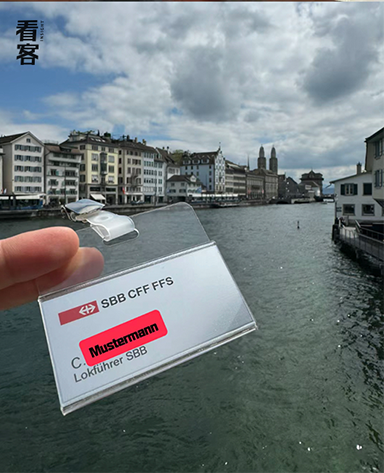 看客
SBB CFF FFS
C. Mustermann
Lokführer SBB